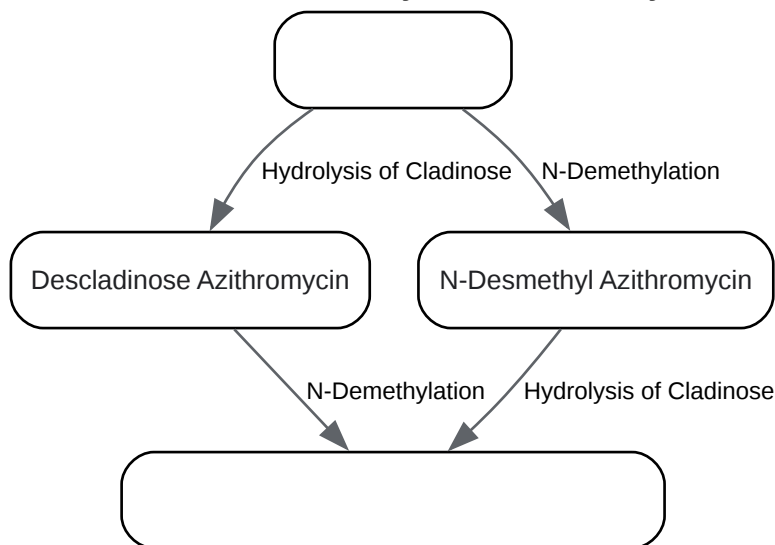 Hydrolysis of Cladinose
N-Demethylation
Descladinose Azithromycin
N-Desmethyl Azithromycin
N-Demethylation
Hydrolysis of Cladinose